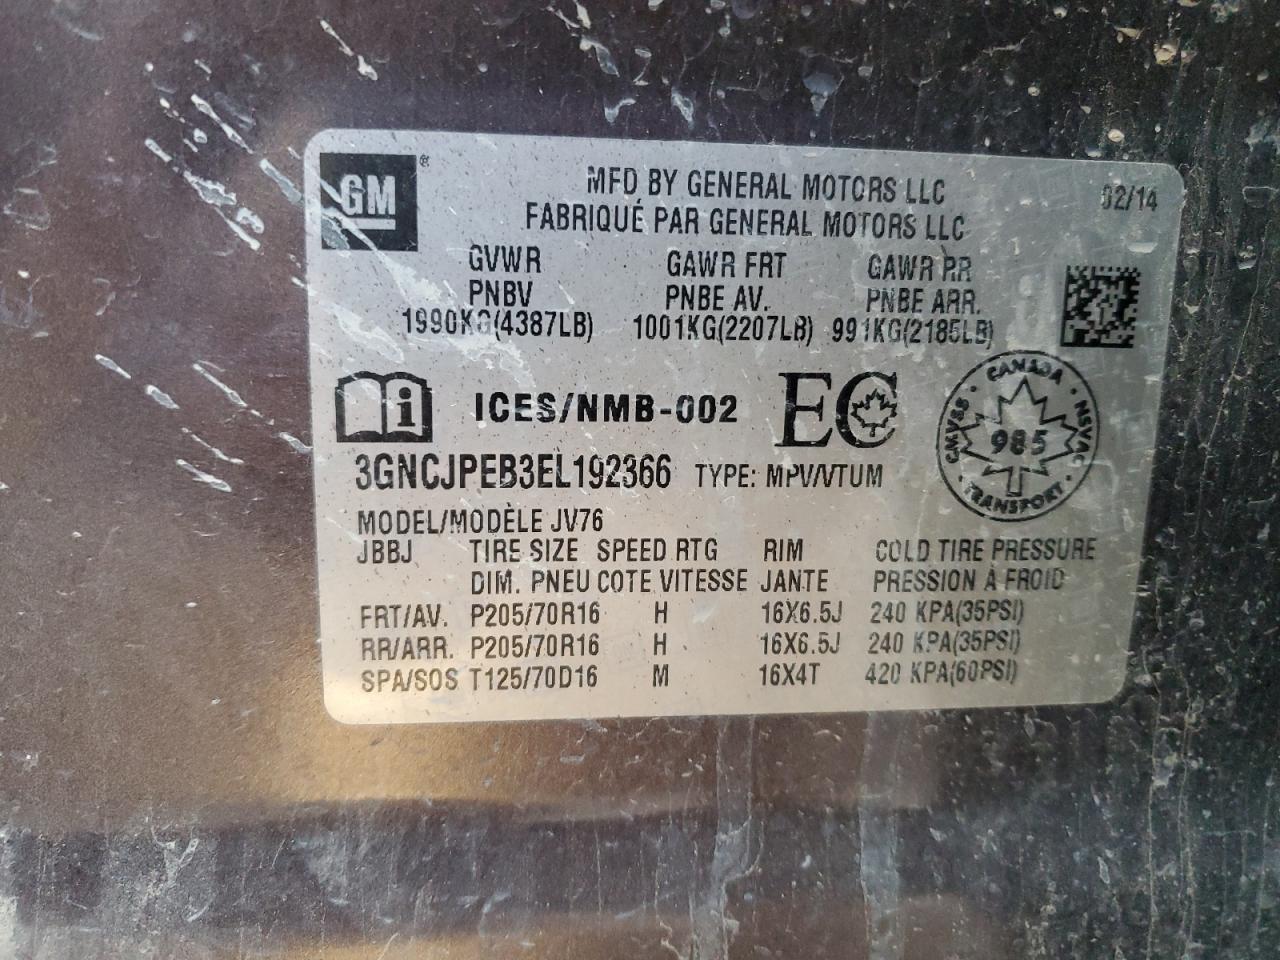 GM ®
MFD BY GENERAL MOTORS LLC 02/14
FABRIQUÉ PAR GENERAL MOTORS LLC
GVWR GAWR FRT GAWR RR
PNBV PNBE AV. PNBE ARR.
1990KG(4387LB) 1001KG(2207LB) 991KG(2185LB)
i ICES/NMB-002 EC
CANADA
CMVSS · 985 · NSVAC
TRANSPORT
3GNCJPEB3EL192366 TYPE: MPV/VTUM
MODEL/MODÈLE JV76
JBBJ TIRE SIZE SPEED RTG RIM COLD TIRE PRESSURE
DIM. PNEU COTE VITESSE JANTE PRESSION À FROID
FRT/AV. P205/70R16 H 16X6.5J 240 KPA(35PSI)
RR/ARR. P205/70R16 H 16X6.5J 240 KPA(35PSI)
SPA/SOS T125/70D16 M 16X4T 420 KPA(60PSI)